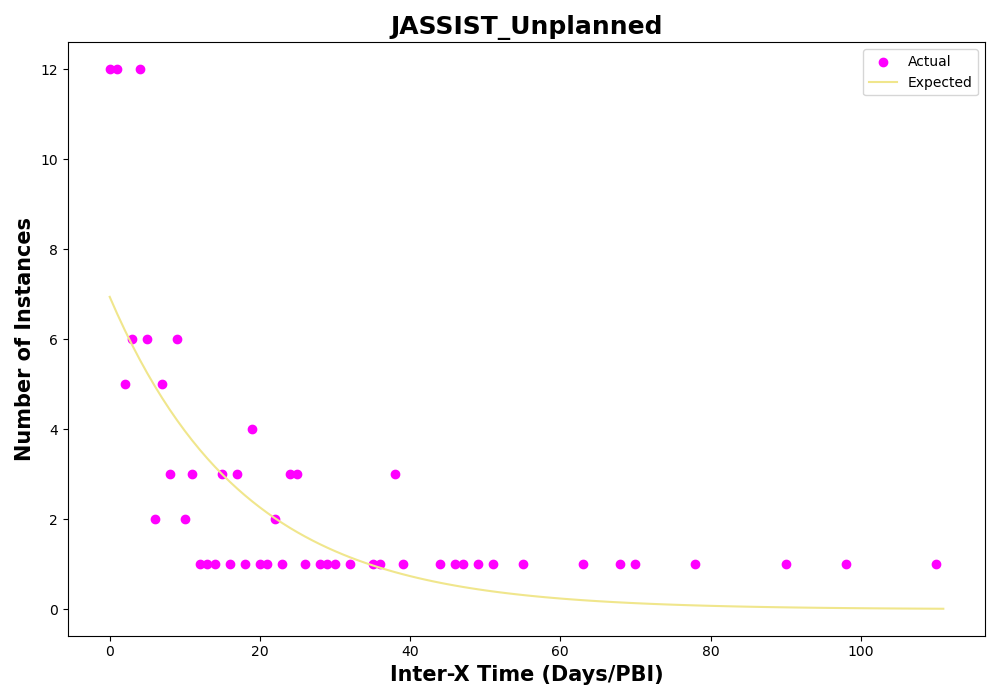 JASSIST_Unplanned
Actual
Expected
Number of Instances
12
10
8
6
4
2
0
0 20 40 60 80 100
Inter-X Time (Days/PBI)